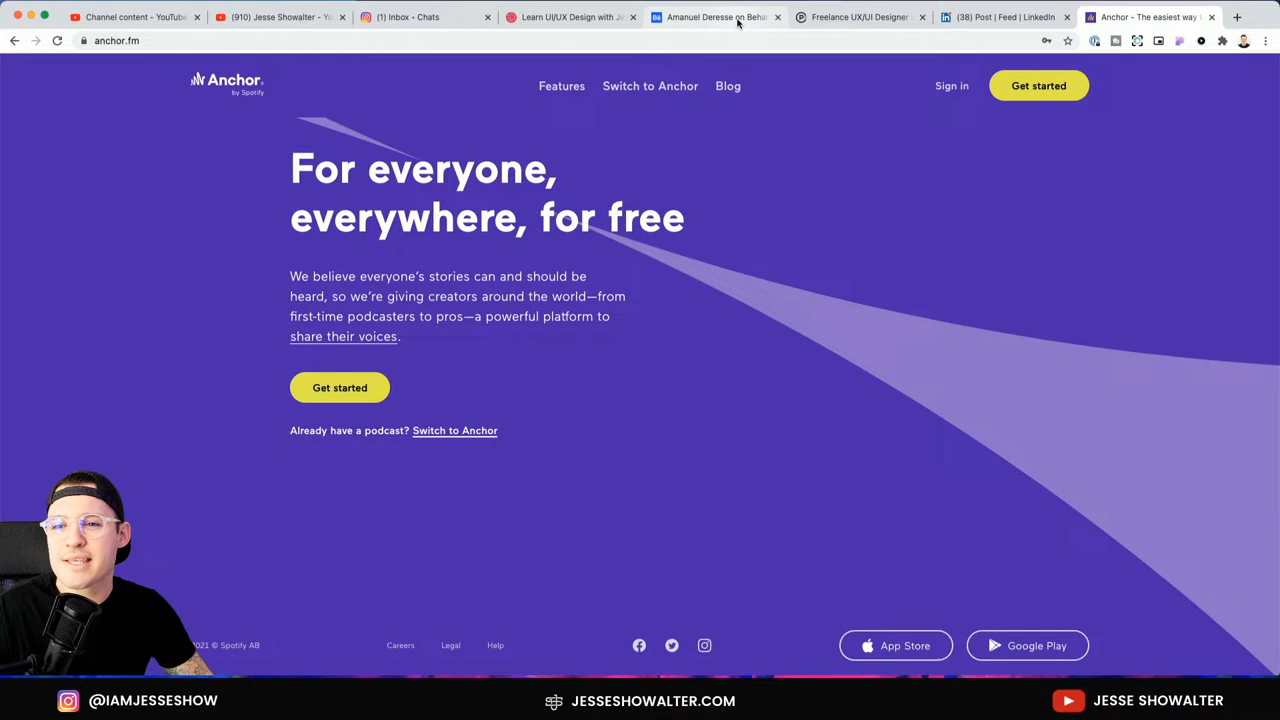 Channel content - YouTube
(910) Jesse Showalter - Yo
(1) Inbox • Chats
Learn UI/UX Design with Je
Amanuel Deresse on Beha
Freelance UX/UI Designer
(38) Post | Feed | LinkedIn
Anchor - The easiest way
anchor.fm
Anchor
by Spotify
Features
Switch to Anchor
Blog
Sign in
Get started
For everyone,
everywhere, for free
We believe everyone's stories can and should be
heard, so we're giving creators around the world—from
first-time podcasters to pros—a powerful platform to
share their voices.
Get started
Already have a podcast? Switch to Anchor
2021 © Spotify AB
Careers
Legal
Help
App Store
Google Play
@IAMJESSESHOW
JESSESHOWALTER.COM
JESSE SHOWALTER